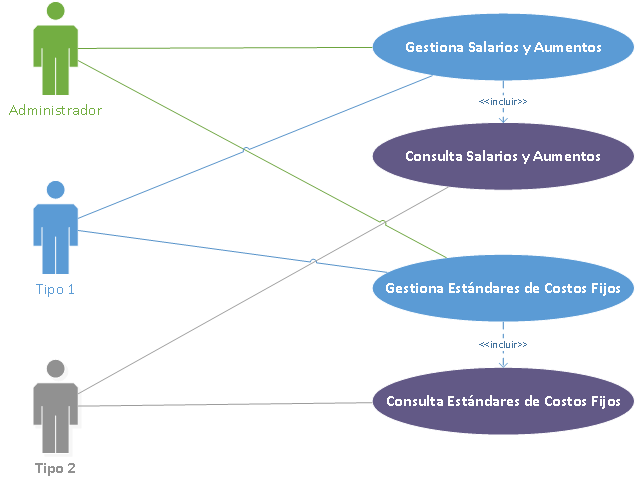 Gestiona Salarios y Aumentos
<<incluir>>
Administrador
Consulta Salarios y Aumentos
Tipo 1
Gestiona Estándares de Costos Fijos
<<incluir>>
Consulta Estándares de Costos Fijos
Tipo 2